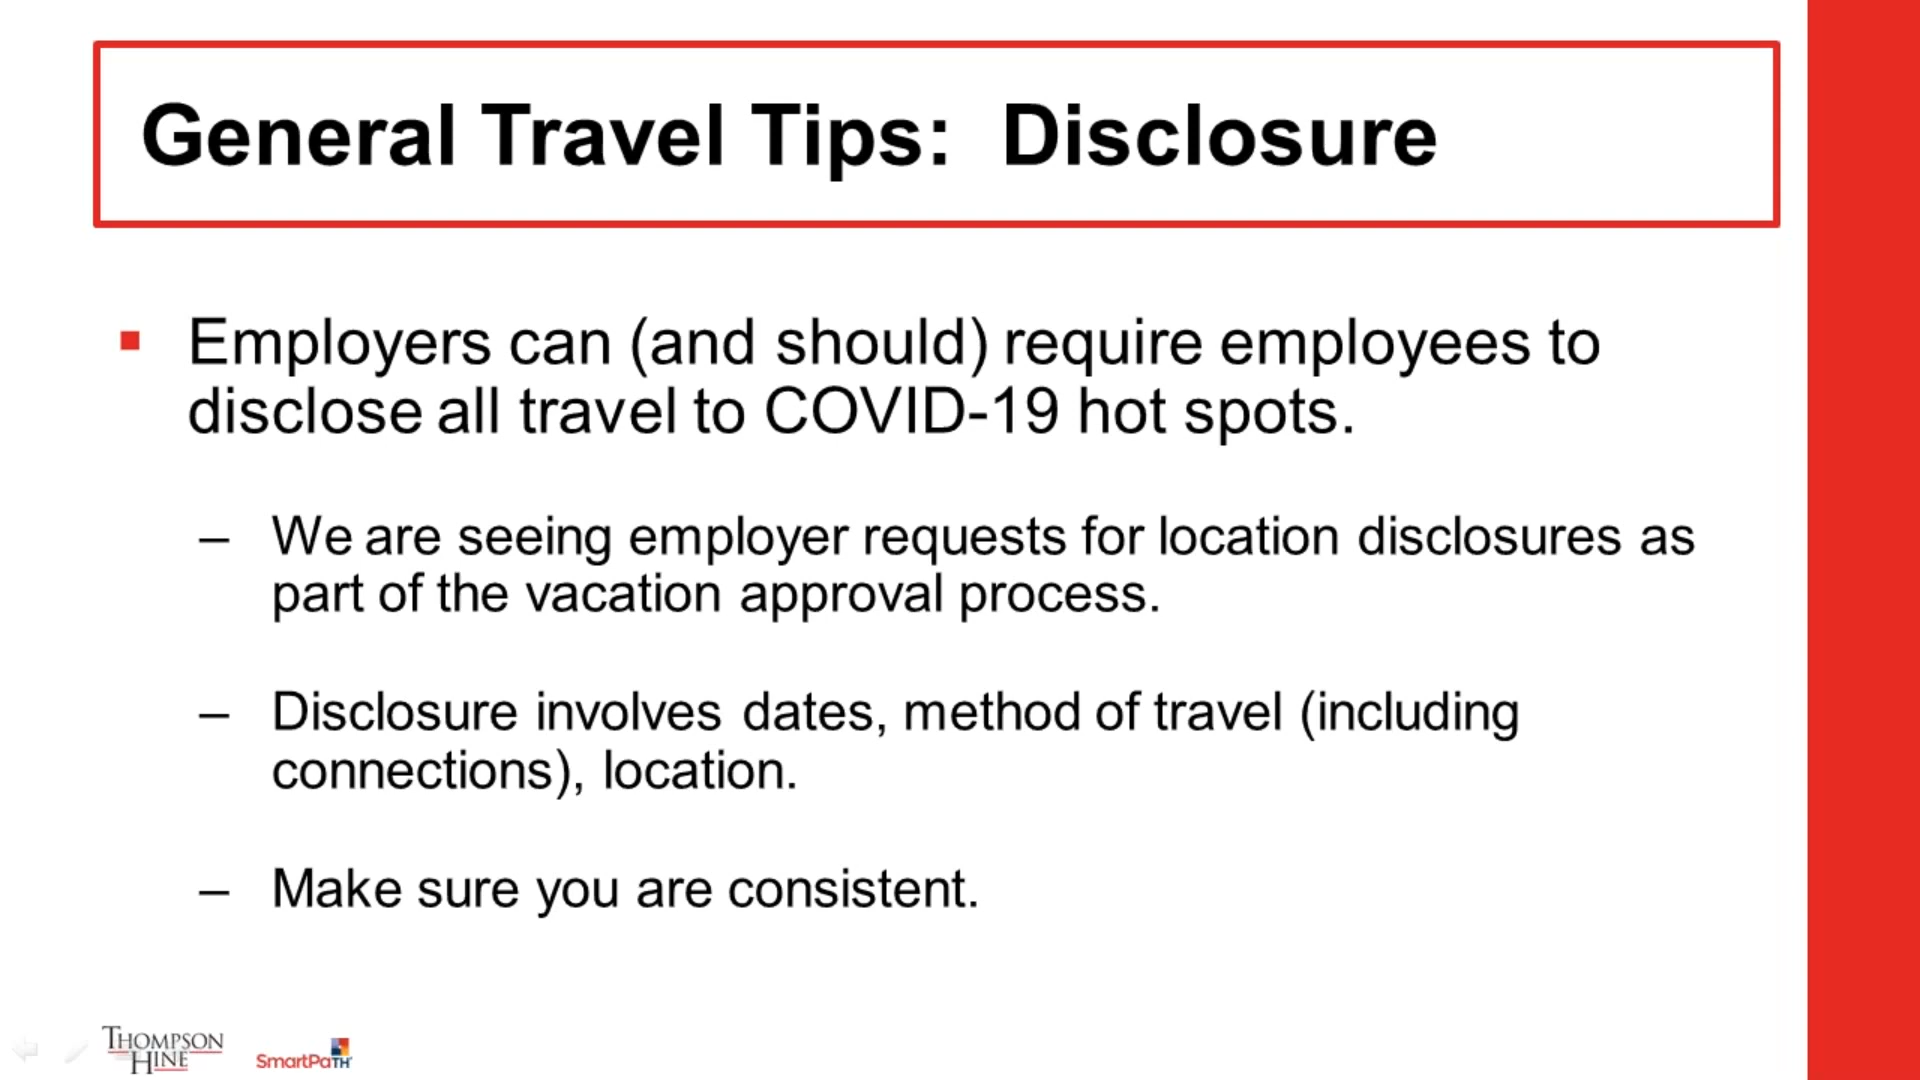 General Travel Tips:  Disclosure
▪ Employers can (and should) require employees to
disclose all travel to COVID-19 hot spots.
– We are seeing employer requests for location disclosures as
part of the vacation approval process.
– Disclosure involves dates, method of travel (including
connections), location.
– Make sure you are consistent.
THOMPSON
HINE
SmartPaTH